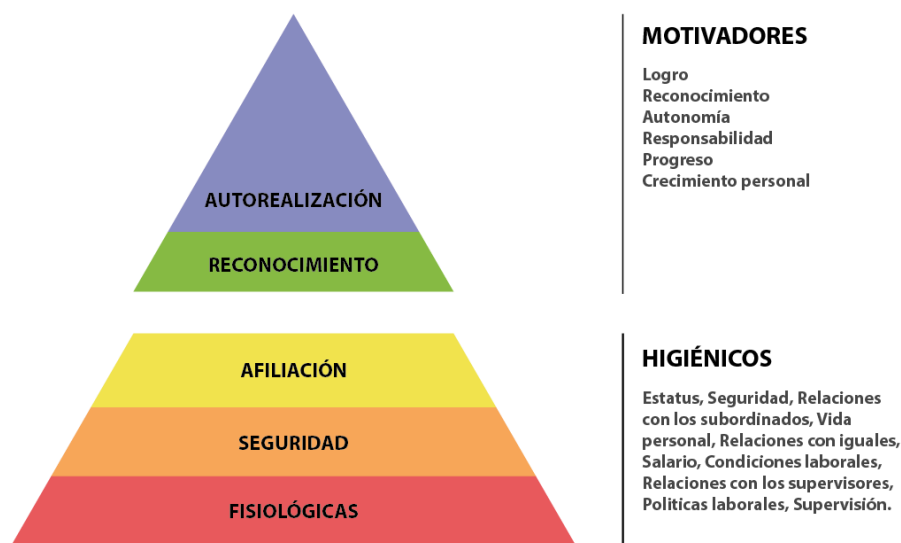 AUTOREALIZACIÓN
RECONOCIMIENTO
AFILIACIÓN
SEGURIDAD
FISIOLÓGICAS
MOTIVADORES
Logro
Reconocimiento
Autonomía
Responsabilidad
Progreso
Crecimiento personal
HIGIÉNICOS
Estatus, Seguridad, Relaciones
con los subordinados, Vida
personal, Relaciones con iguales,
Salario, Condiciones laborales,
Relaciones con los supervisores,
Politícas laborales, Supervisión.